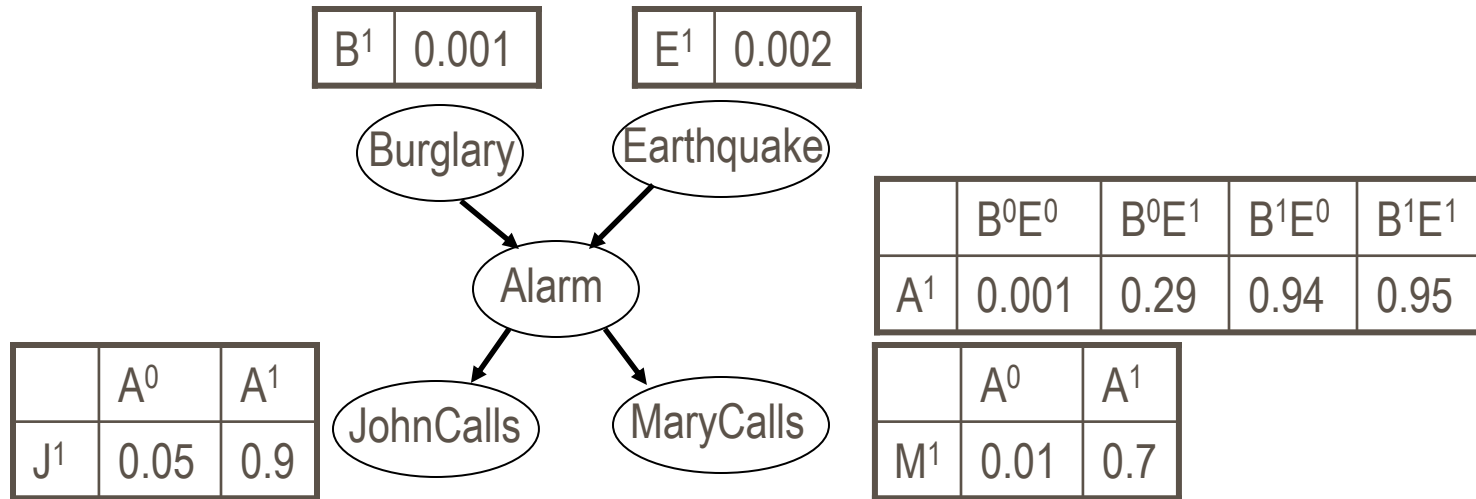 B¹ 0.001
E¹ 0.002
Burglary
Earthquake
B⁰E⁰ B⁰E¹ B¹E⁰ B¹E¹
A¹ 0.001 0.29 0.94 0.95
Alarm
A⁰ A¹
J¹ 0.05 0.9
JohnCalls
MaryCalls
A⁰ A¹
M¹ 0.01 0.7